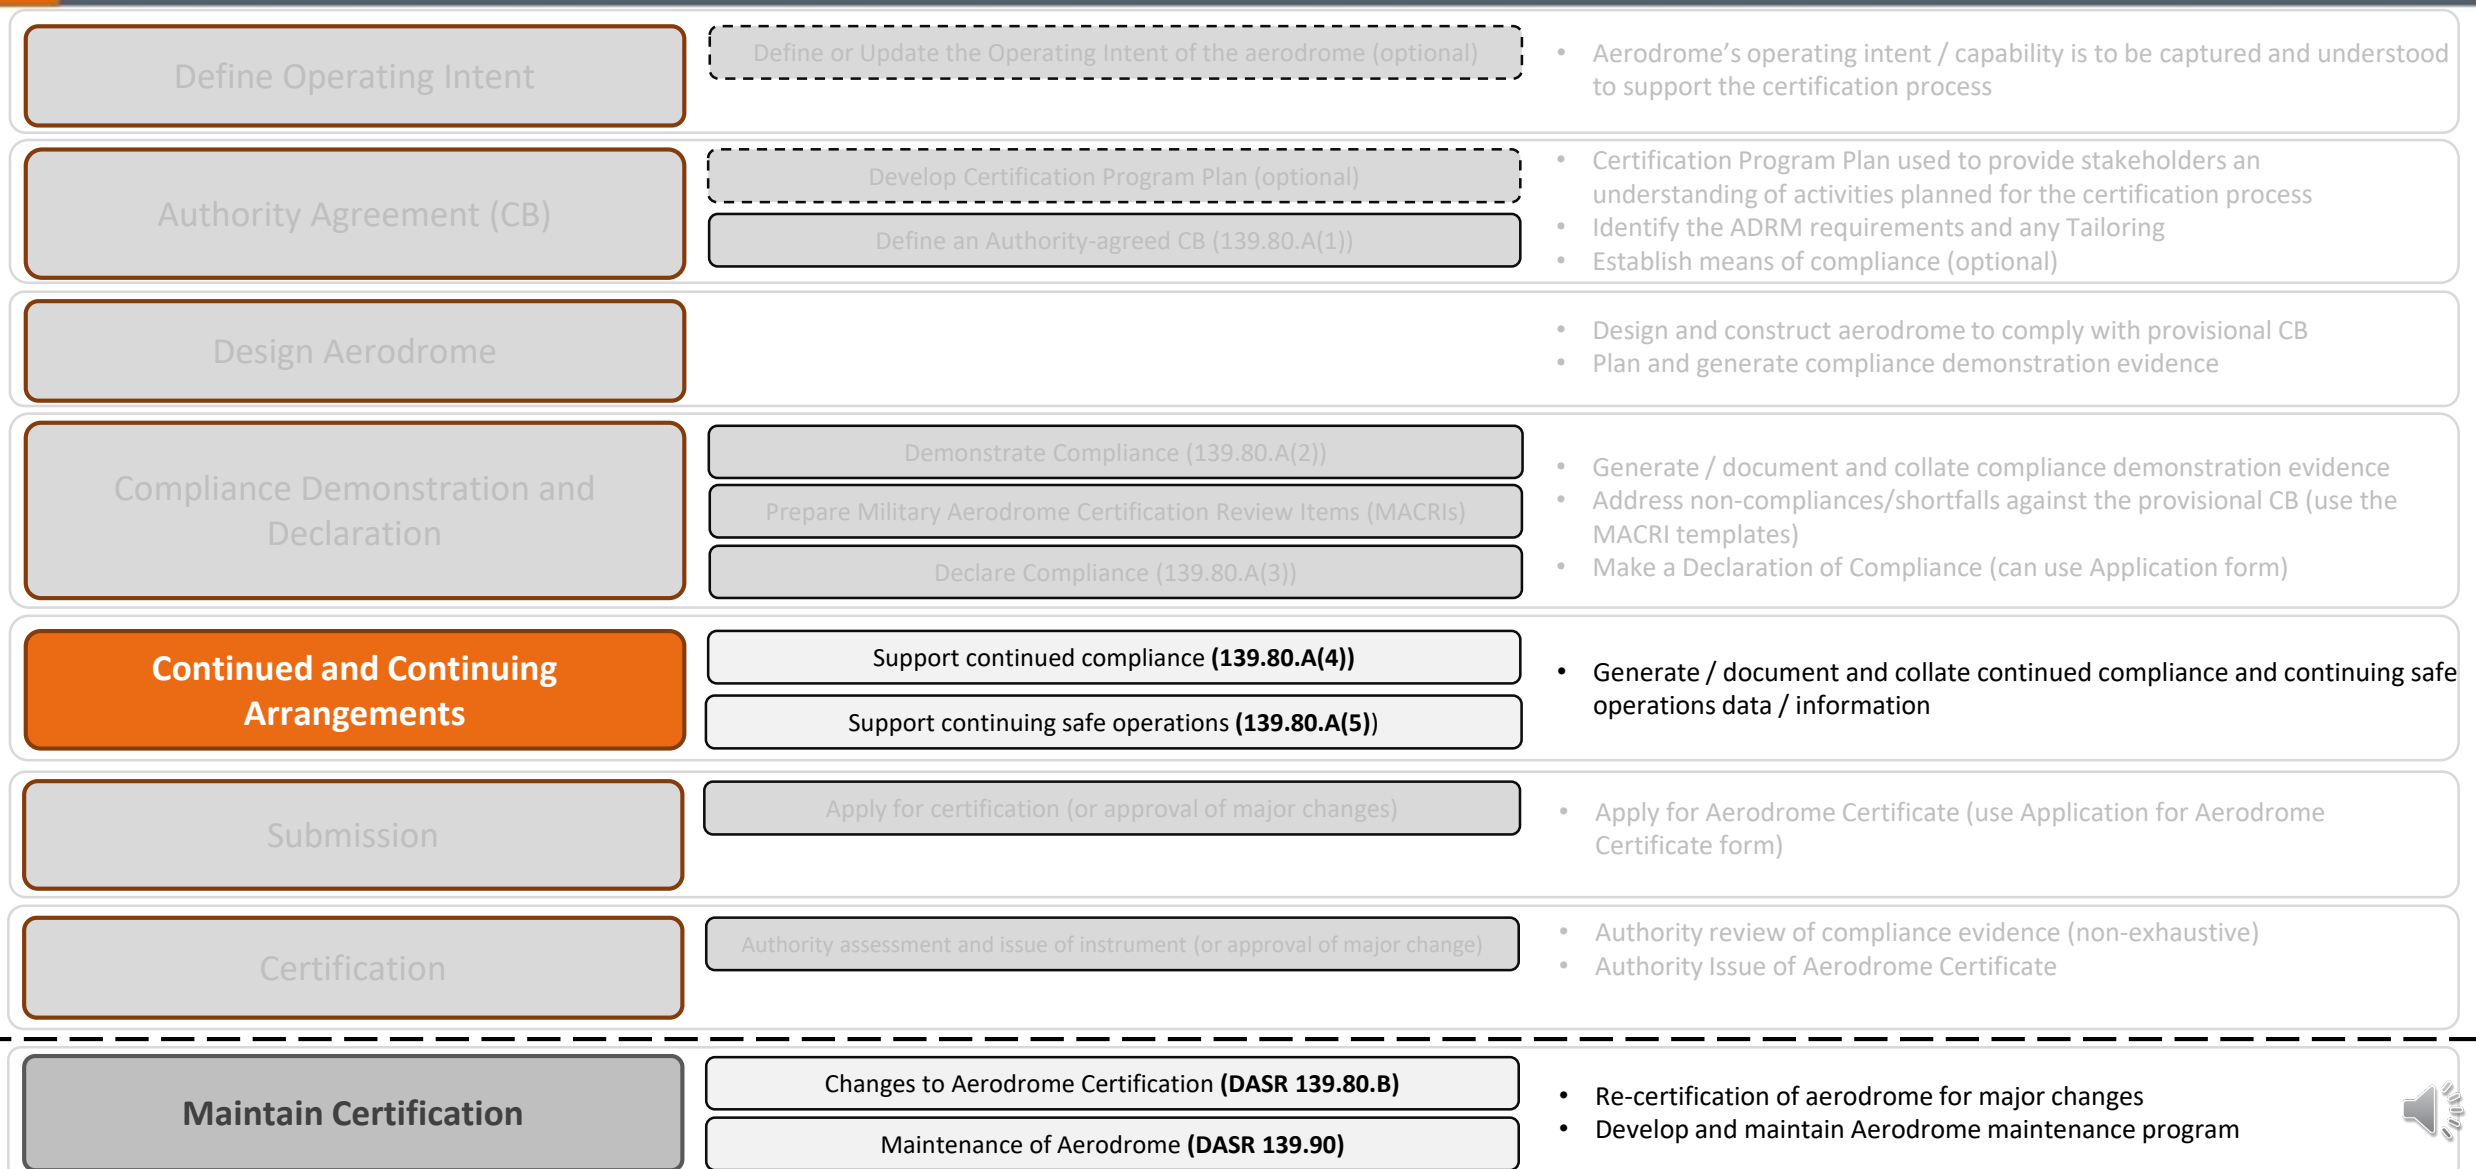 Define Operating Intent
Define or Update the Operating Intent of the aerodrome (optional)
• Aerodrome’s operating intent / capability is to be captured and understood
to support the certification process
Authority Agreement (CB)
Develop Certification Program Plan (optional)
Define an Authority-agreed CB (139.80.A(1))
• Certification Program Plan used to provide stakeholders an
understanding of activities planned for the certification process
• Identify the ADRM requirements and any Tailoring
• Establish means of compliance (optional)
Design Aerodrome
• Design and construct aerodrome to comply with provisional CB
• Plan and generate compliance demonstration evidence
Compliance Demonstration and
Declaration
Demonstrate Compliance (139.80.A(2))
Prepare Military Aerodrome Certification Review Items (MACRIs)
Declare Compliance (139.80.A(3))
• Generate / document and collate compliance demonstration evidence
• Address non-compliances/shortfalls against the provisional CB (use the
MACRI templates)
• Make a Declaration of Compliance (can use Application form)
Continued and Continuing
Arrangements
Support continued compliance (139.80.A(4))
Support continuing safe operations (139.80.A(5))
• Generate / document and collate continued compliance and continuing safe
operations data / information
Submission
Apply for certification (or approval of major changes)
• Apply for Aerodrome Certificate (use Application for Aerodrome
Certificate form)
Certification
Authority assessment and issue of instrument (or approval of major change)
• Authority review of compliance evidence (non-exhaustive)
• Authority Issue of Aerodrome Certificate
Maintain Certification
Changes to Aerodrome Certification (DASR 139.80.B)
Maintenance of Aerodrome (DASR 139.90)
• Re-certification of aerodrome for major changes
• Develop and maintain Aerodrome maintenance program